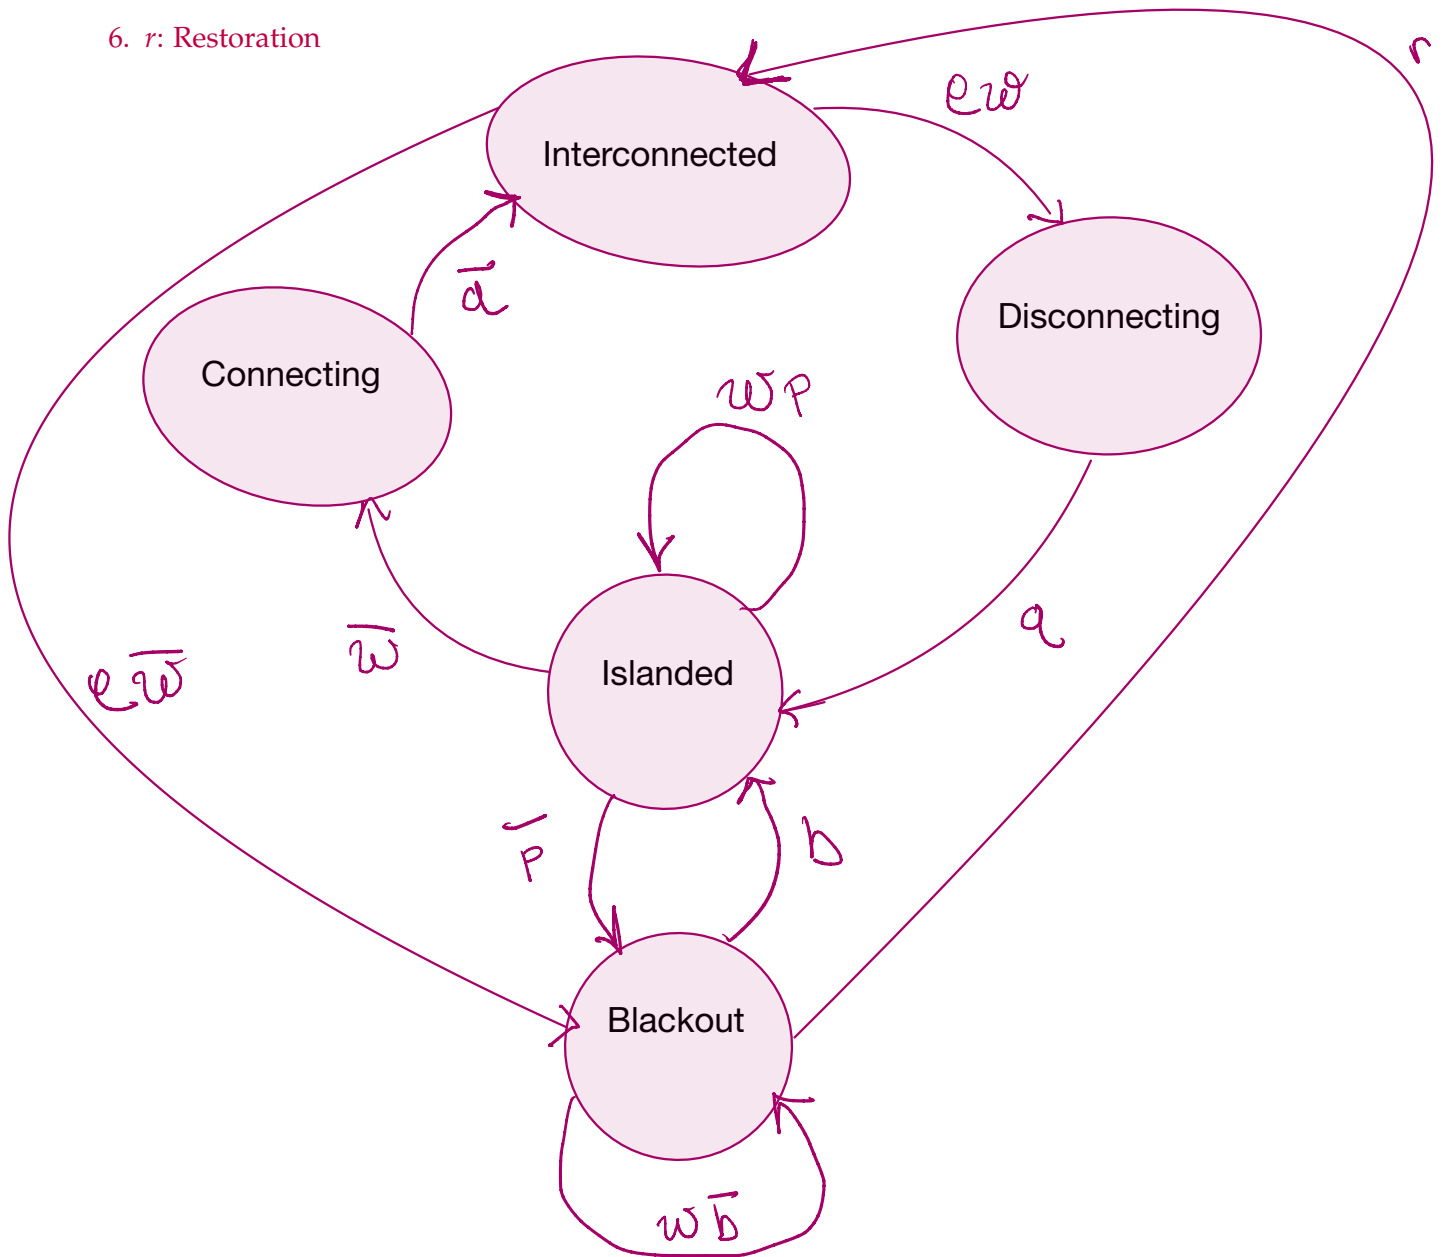 6. r: Restoration
r
ew
Interconnected
a̅
Disconnecting
Connecting
wp
a
w̅
Islanded
ew̅
p̅
b
Blackout
wb̅